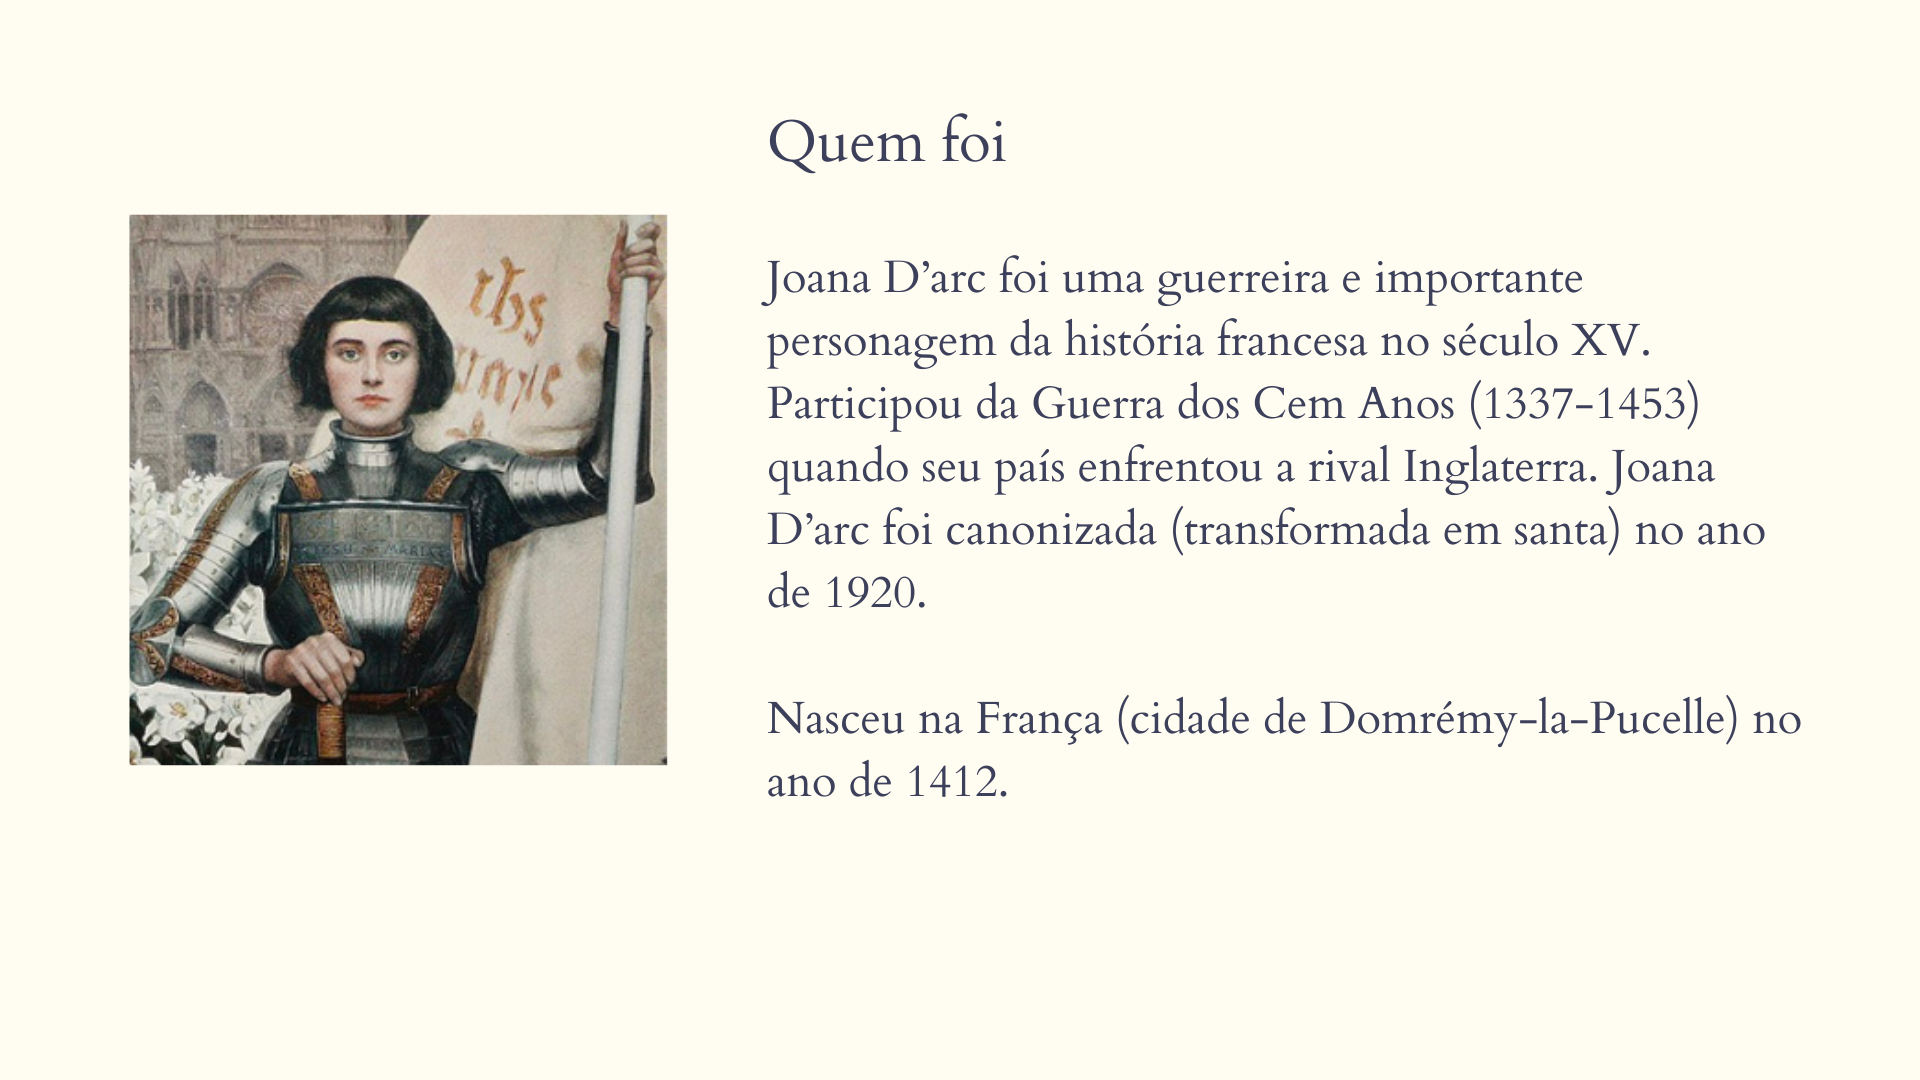 Quem foi
Joana D’arc foi uma guerreira e importante
personagem da história francesa no século XV.
Participou da Guerra dos Cem Anos (1337-1453)
quando seu país enfrentou a rival Inglaterra. Joana
D’arc foi canonizada (transformada em santa) no ano
de 1920.
Nasceu na França (cidade de Domrémy-la-Pucelle) no
ano de 1412.
ihs
MARIA